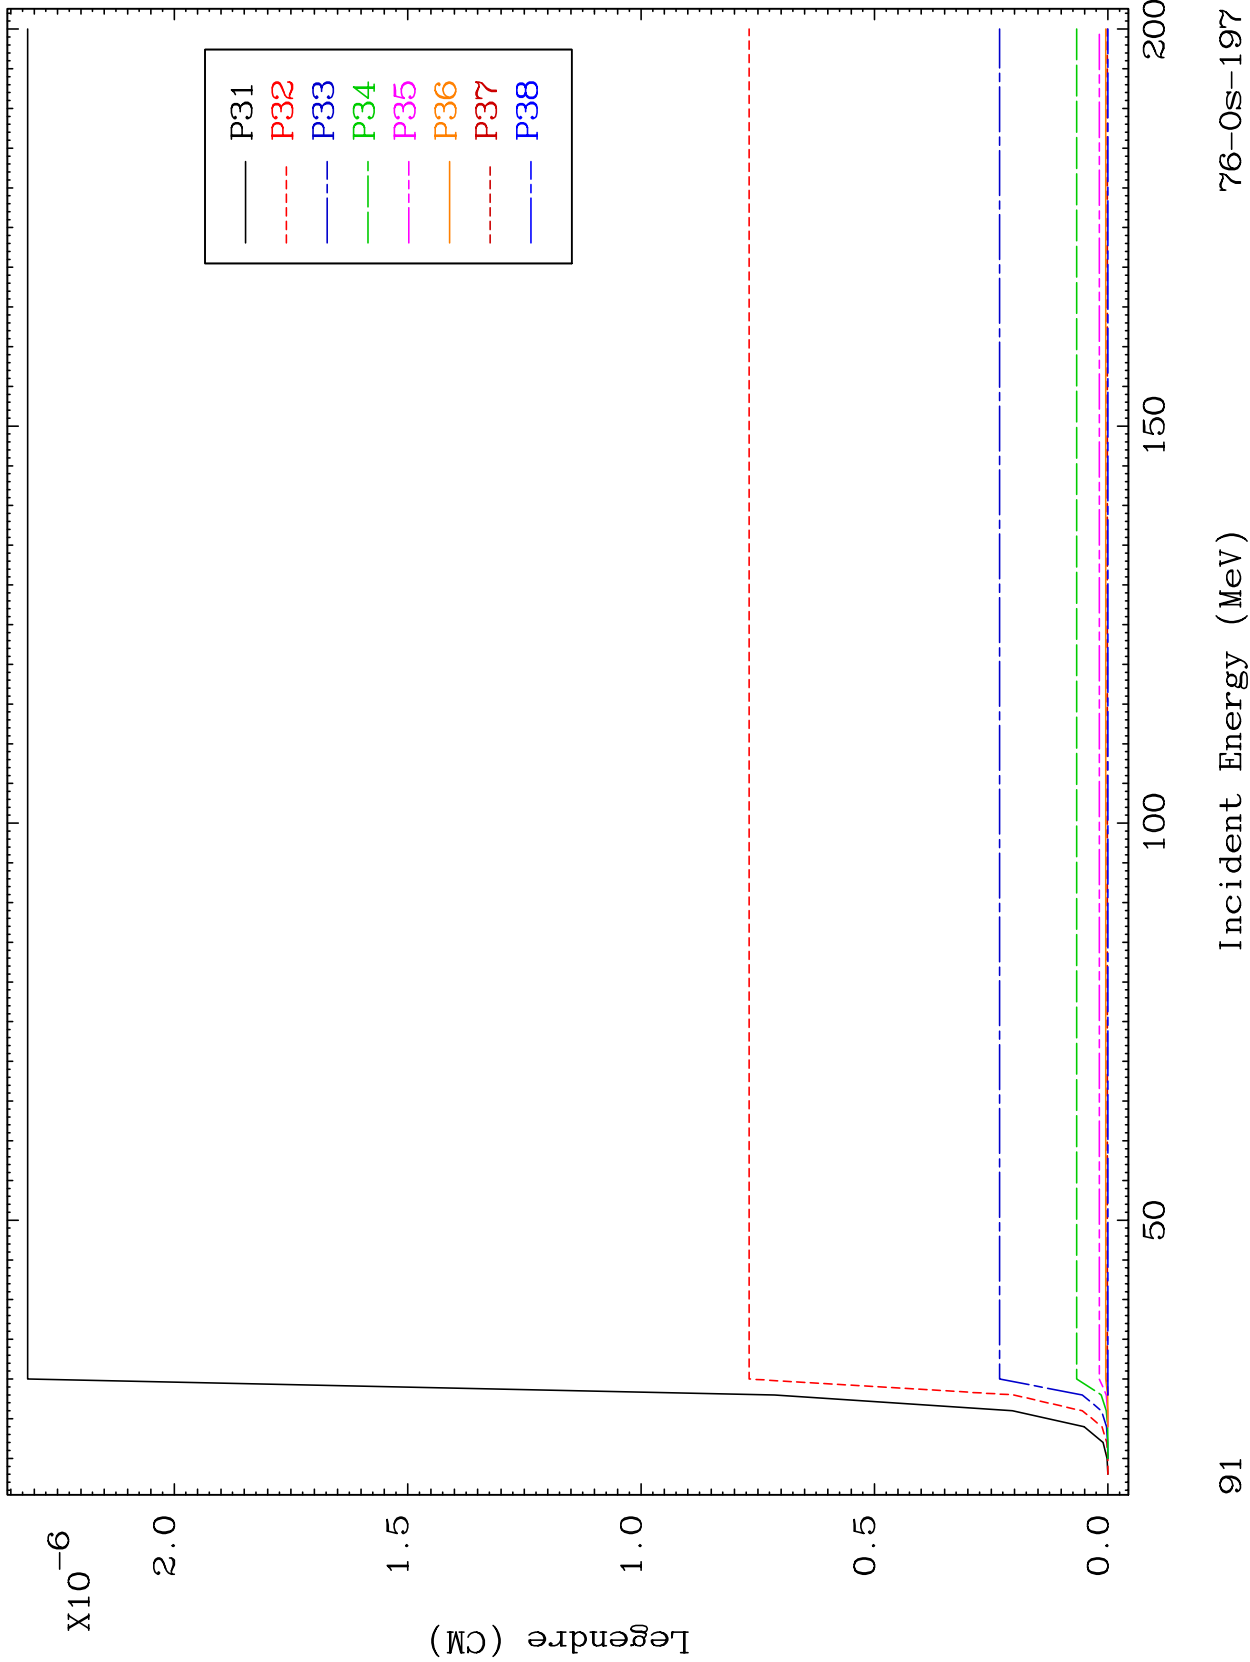 X10-6
2.0
1.5
1.0
0.5
0.0
Legendre (CM)
P31
P32
P33
P34
P35
P36
P37
P38
50
100
150
200
91
Incident Energy (MeV)
76-Os-197